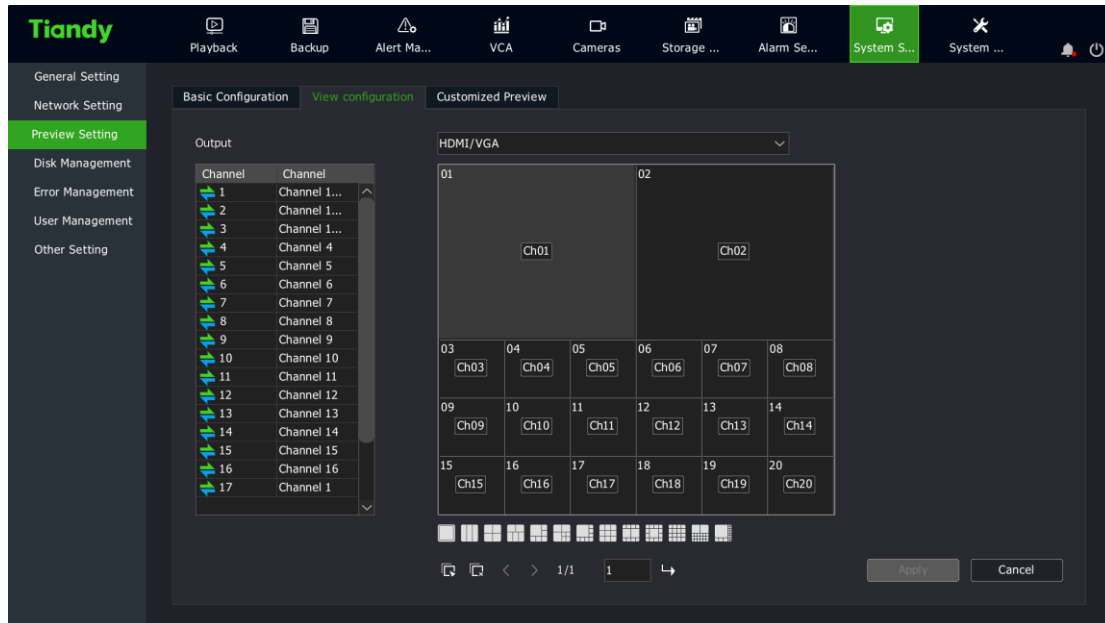 Tiandy
Playback Backup Alert Ma... VCA Cameras Storage ... Alarm Se... System S... System ...
General Setting
Network Setting
Preview Setting
Disk Management
Error Management
User Management
Other Setting
Basic Configuration View configuration Customized Preview
Output HDMI/VGA
Channel Channel
1 Channel 1...
2 Channel 1...
3 Channel 1...
4 Channel 4
5 Channel 5
6 Channel 6
7 Channel 7
8 Channel 8
9 Channel 9
10 Channel 10
11 Channel 11
12 Channel 12
13 Channel 13
14 Channel 14
15 Channel 15
16 Channel 16
17 Channel 1
01 02
Ch01 Ch02
03 04 05 06 07 08
Ch03 Ch04 Ch05 Ch06 Ch07 Ch08
09 10 11 12 13 14
Ch09 Ch10 Ch11 Ch12 Ch13 Ch14
15 16 17 18 19 20
Ch15 Ch16 Ch17 Ch18 Ch19 Ch20
1/1 1
Apply Cancel